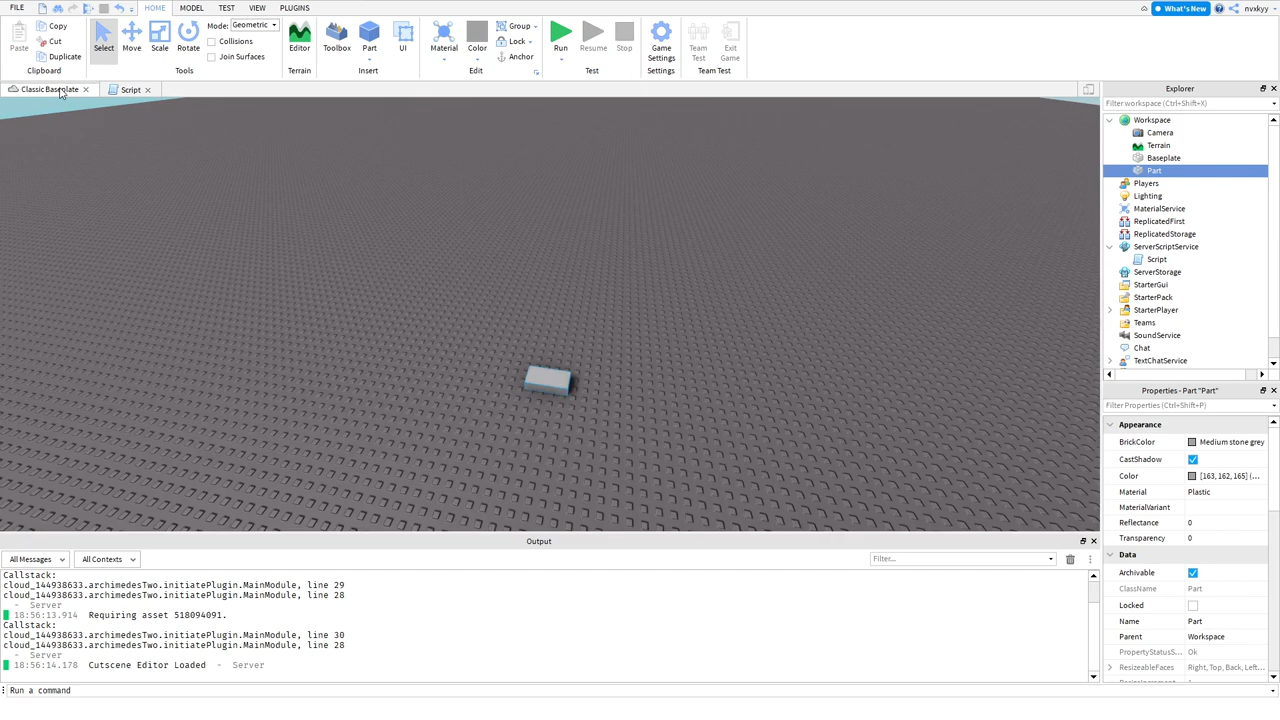 FILE HOME MODEL TEST VIEW PLUGINS What's New nvxkyy
Copy Mode: Geometric Group
Cut Collisions Lock
Paste Duplicate Select Move Scale Rotate Join Surfaces Editor Toolbox Part UI Material Color Anchor Run Resume Stop Game Settings Team Test Exit Game
Clipboard Tools Terrain Insert Edit Test Settings Team Test
Classic Baseplate Script
Explorer
Filter workspace (Ctrl+Shift+X)
Workspace
Camera
Terrain
Baseplate
Part
Players
Lighting
MaterialService
ReplicatedFirst
ReplicatedStorage
ServerScriptService
Script
ServerStorage
StarterGui
StarterPack
StarterPlayer
Teams
SoundService
Chat
TextChatService
Properties - Part "Part"
Filter Properties (Ctrl+Shift+P)
Appearance
BrickColor Medium stone grey
CastShadow
Color [163, 162, 165] (...
Material Plastic
MaterialVariant
Reflectance 0
Transparency 0
Data
Archivable
ClassName Part
Locked
Name Part
Parent Workspace
PropertyStatusS... Ok
ResizeableFaces Right, Top, Back, Left...
Output
All Messages All Contexts Filter...
Callstack:
cloud_144938633.archimedesTwo.initiatePlugin.MainModule, line 29
cloud_144938633.archimedesTwo.initiatePlugin.MainModule, line 28
- Server
18:56:13.914 Requiring asset 518094091.
Callstack:
cloud_144938633.archimedesTwo.initiatePlugin.MainModule, line 30
cloud_144938633.archimedesTwo.initiatePlugin.MainModule, line 28
- Server
18:56:14.178 Cutscene Editor Loaded - Server
Run a command